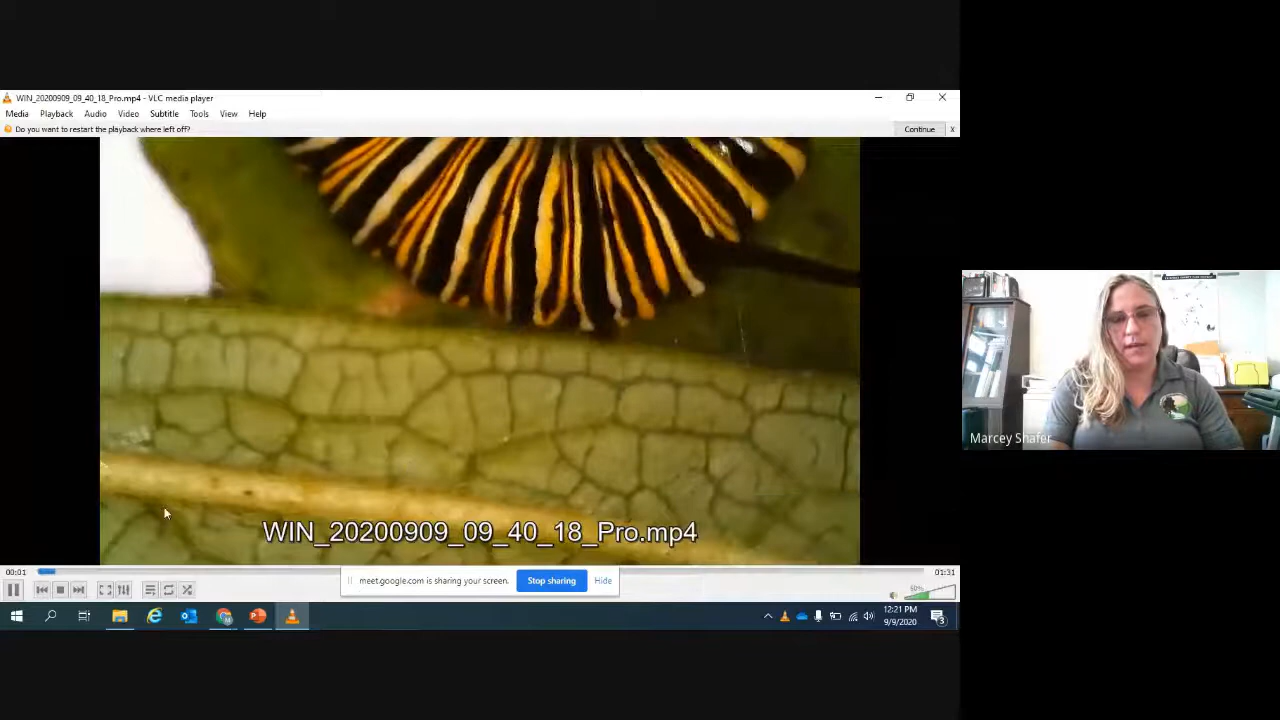 WIN_20200909_09_40_18_Pro.mp4 - VLC media player
Media Playback Audio Video Subtitle Tools View Help
Do you want to restart the playback where left off? Continue x
WIN_20200909_09_40_18_Pro.mp4
00:01 01:31
meet.google.com is sharing your screen. Stop sharing Hide
50%
12:21 PM
9/9/2020
3
Marcey Shafer